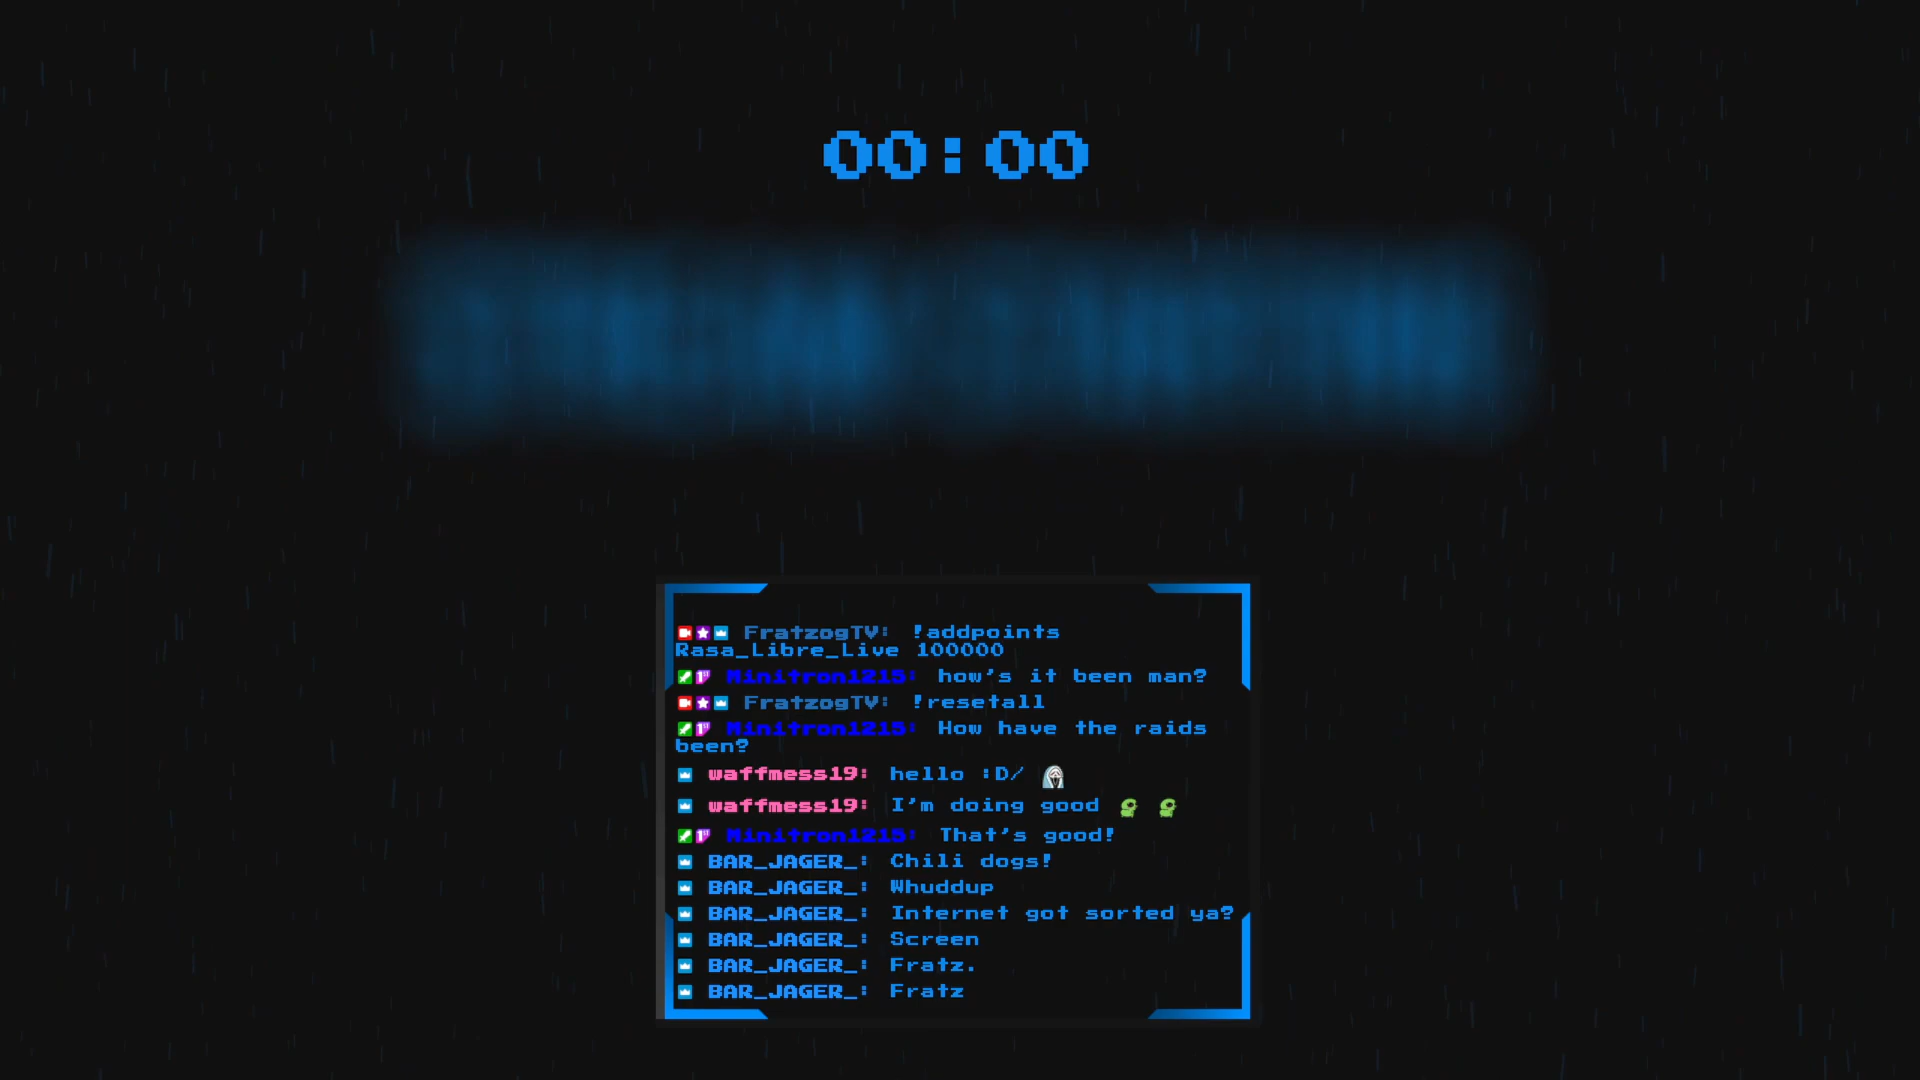 00:00
FratzogTV: !addpoints
Rasa_Libre_Live 100000
Minitron1215: how's it been man?
FratzogTV: !resetall
Minitron1215: How have the raids
been?
waffmess19: hello :D/
waffmess19: I'm doing good
Minitron1215: That's good!
BAR_JAGER_: Chili dogs!
BAR_JAGER_: Whuddup
BAR_JAGER_: Internet got sorted ya?
BAR_JAGER_: Screen
BAR_JAGER_: Fratz.
BAR_JAGER_: Fratz